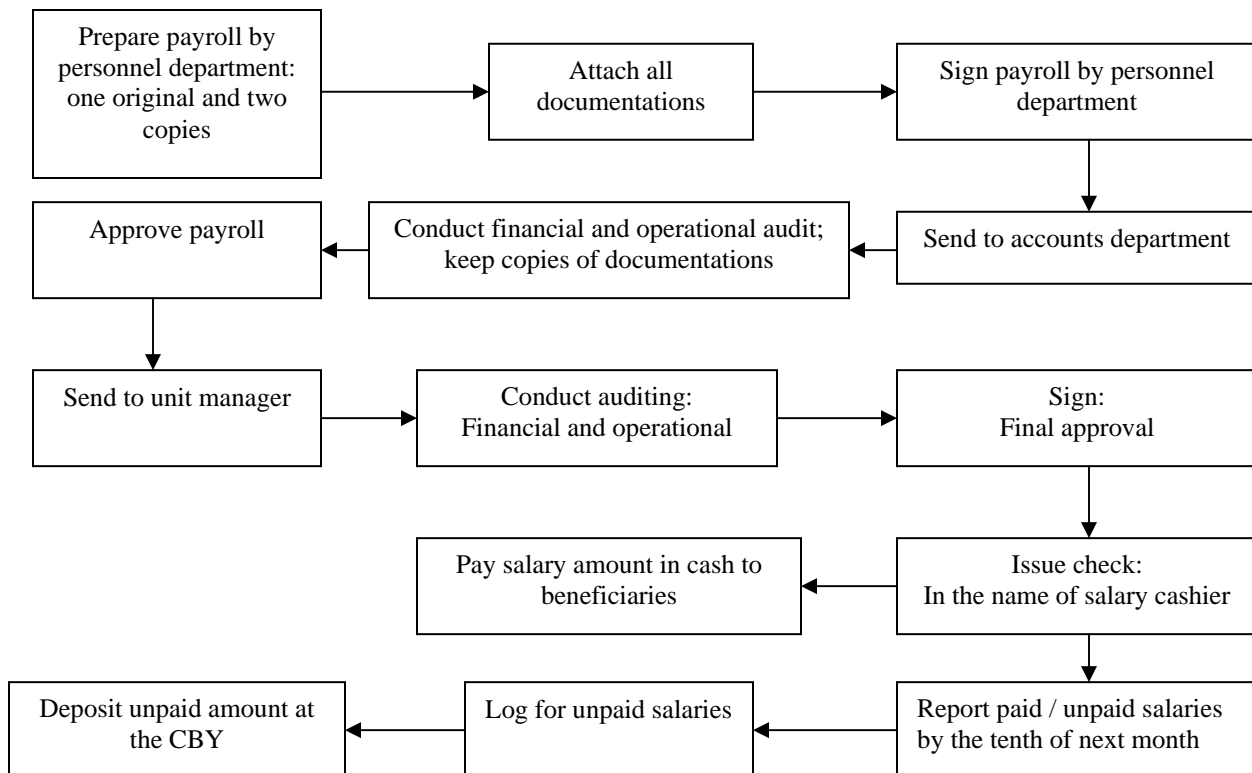 Prepare payroll by
personnel department:
one original and two
copies
Attach all
documentations
Sign payroll by personnel
department
Send to accounts department
Conduct financial and operational audit;
keep copies of documentations
Approve payroll
Send to unit manager
Conduct auditing:
Financial and operational
Sign:
Final approval
Issue check:
In the name of salary cashier
Pay salary amount in cash to
beneficiaries
Report paid / unpaid salaries
by the tenth of next month
Log for unpaid salaries
Deposit unpaid amount at
the CBY